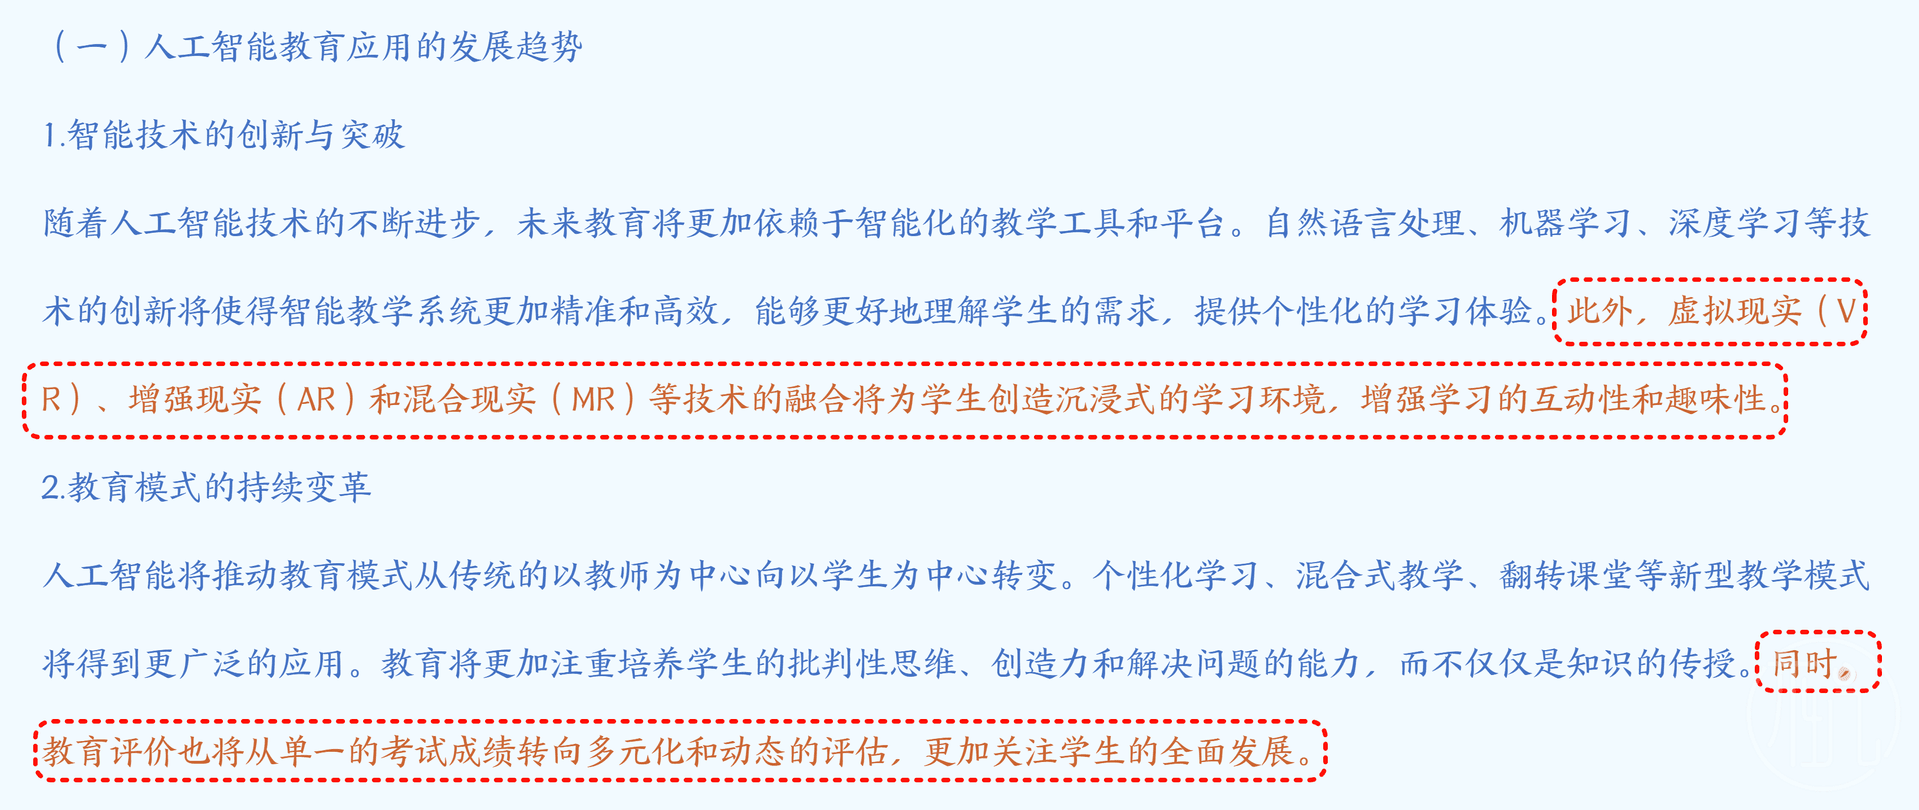 （一）人工智能教育应用的发展趋势
1.智能技术的创新与突破
随着人工智能技术的不断进步，未来教育将更加依赖于智能化的教学工具和平台。自然语言处理、机器学习、深度学习等技
术的创新将使得智能教学系统更加精准和高效，能够更好地理解学生的需求，提供个性化的学习体验。此外，虚拟现实（V
R）、增强现实（AR）和混合现实（MR）等技术的融合将为学生创造沉浸式的学习环境，增强学习的互动性和趣味性。
2.教育模式的持续变革
人工智能将推动教育模式从传统的以教师为中心向以学生为中心转变。个性化学习、混合式教学、翻转课堂等新型教学模式
将得到更广泛的应用。教育将更加注重培养学生的批判性思维、创造力和解决问题的能力，而不仅仅是知识的传授。同时，
教育评价也将从单一的考试成绩转向多元化和动态的评估，更加关注学生的全面发展。